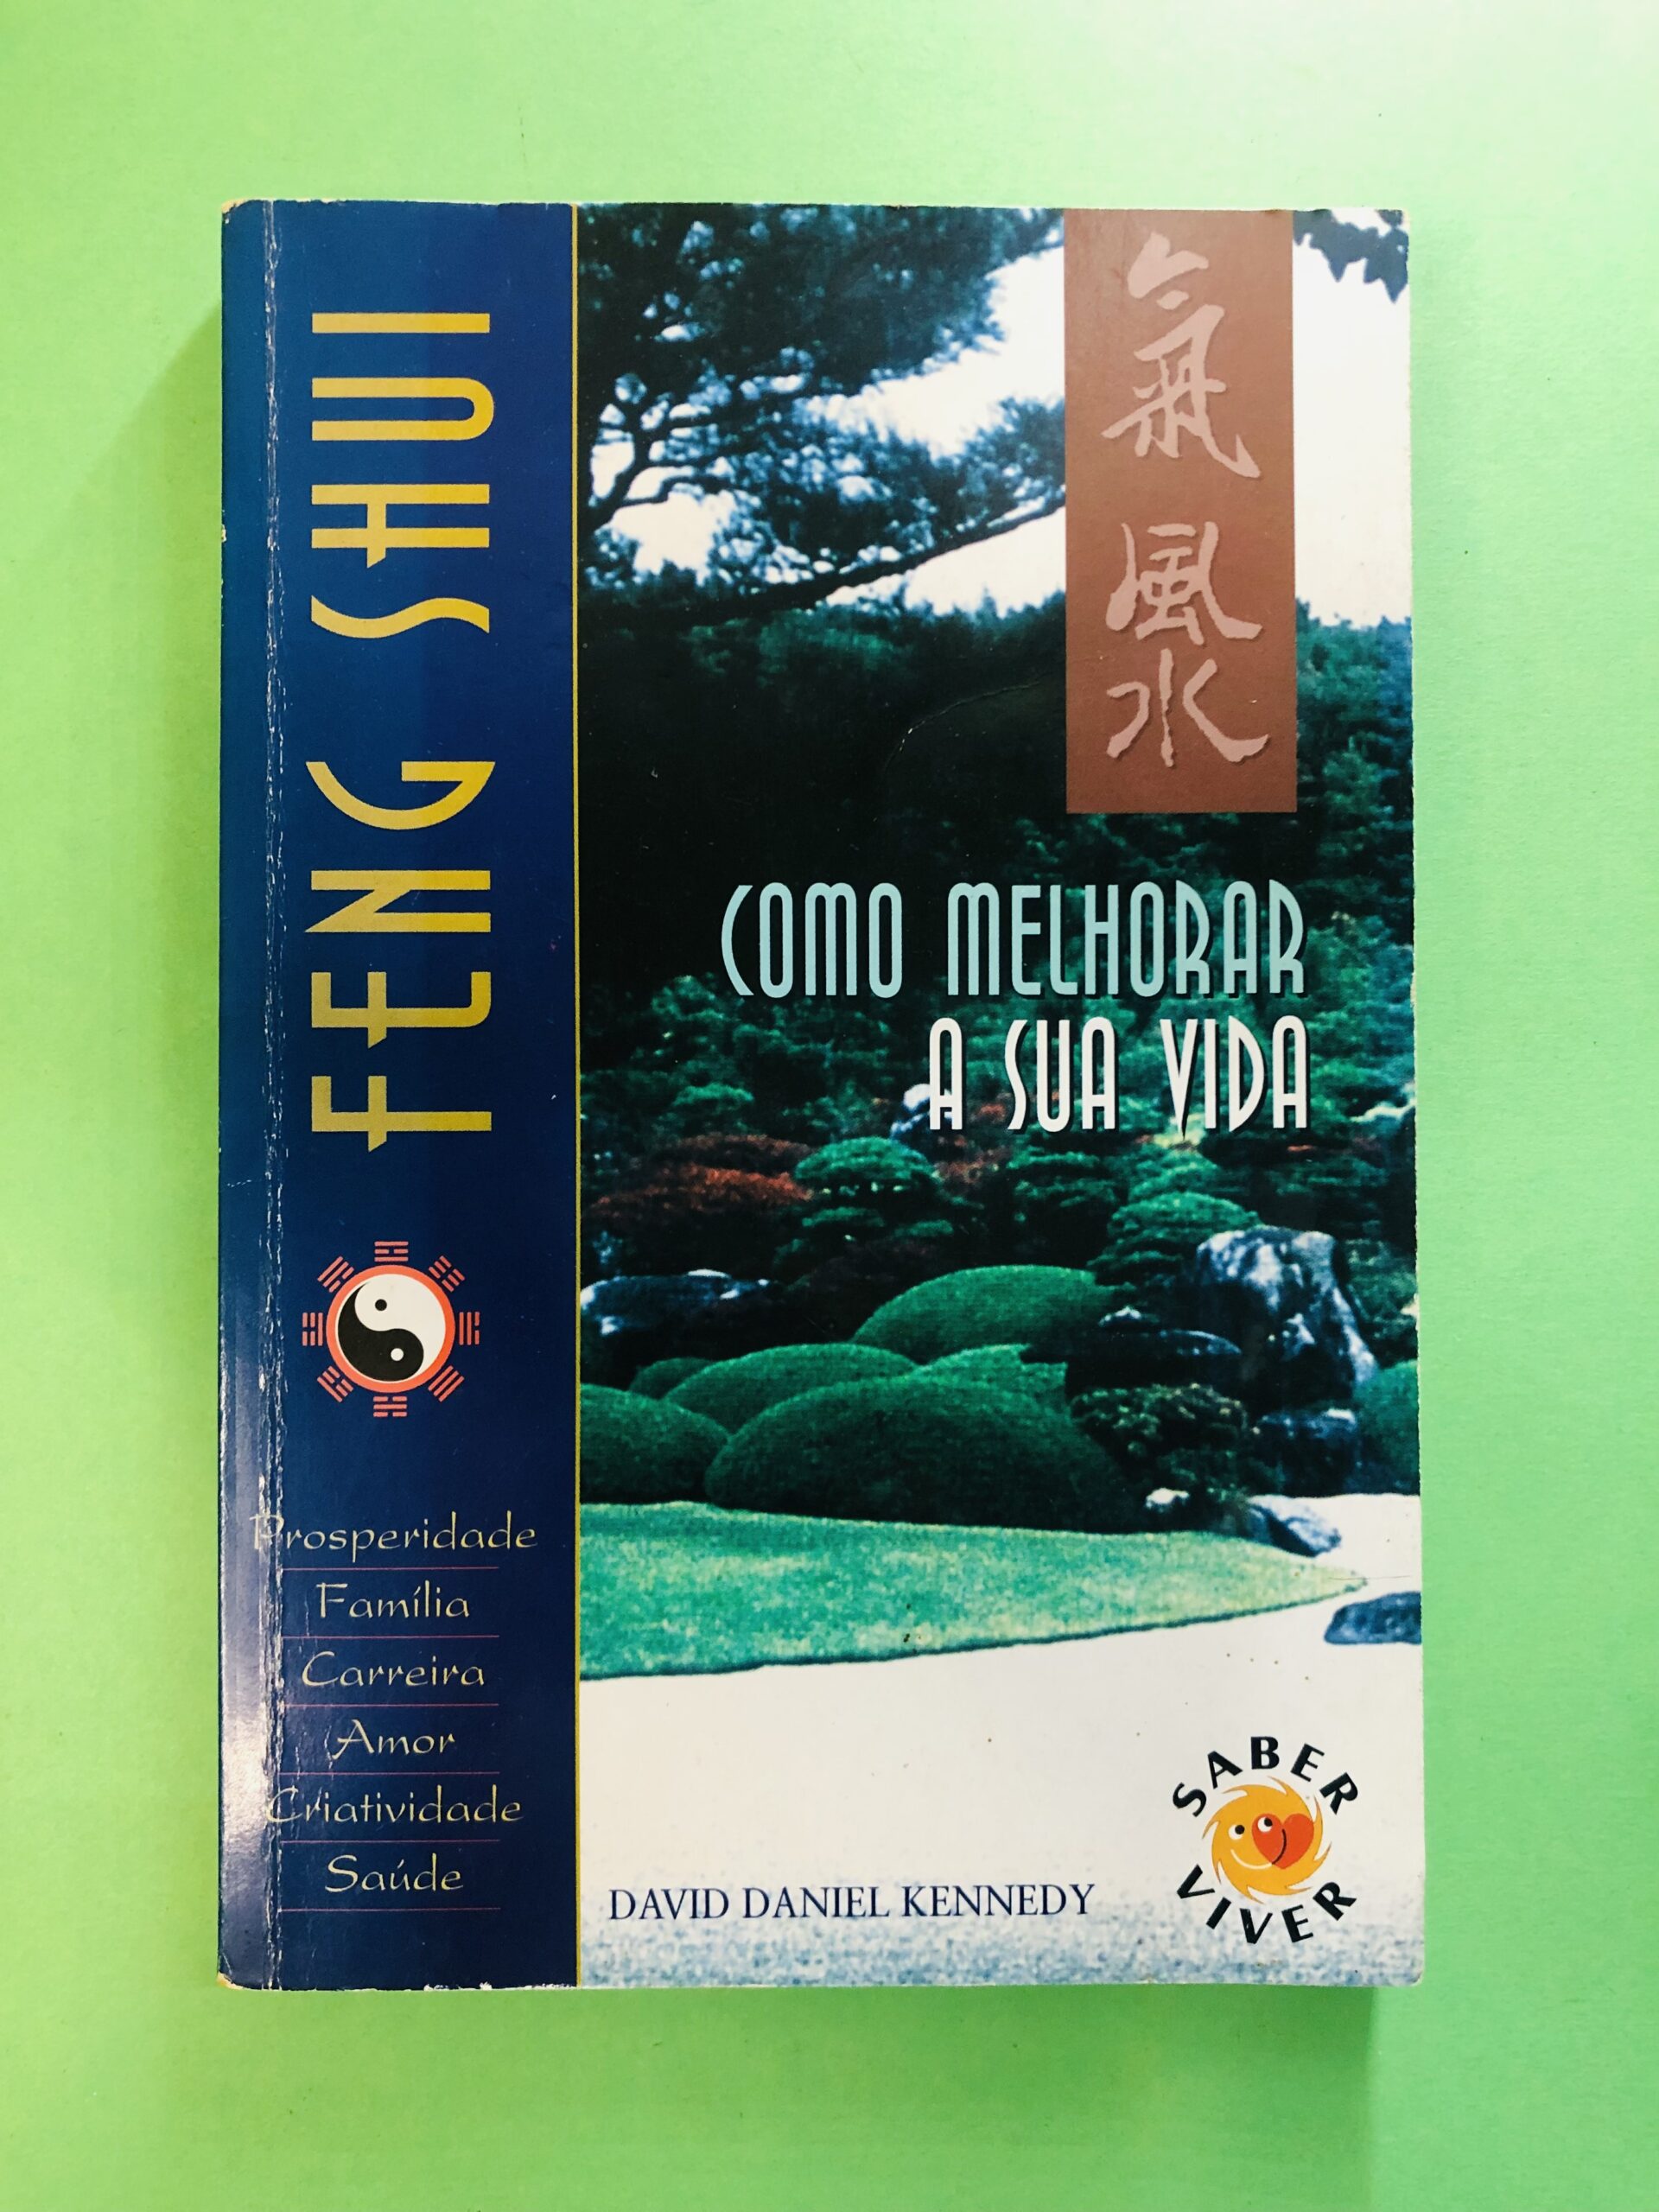 FENG SHUI
氣
風
水
COMO MELHORAR
A SUA VIDA
Prosperidade
Família
Carreira
Amor
Criatividade
Saúde
DAVID DANIEL KENNEDY
SABER
VIVER